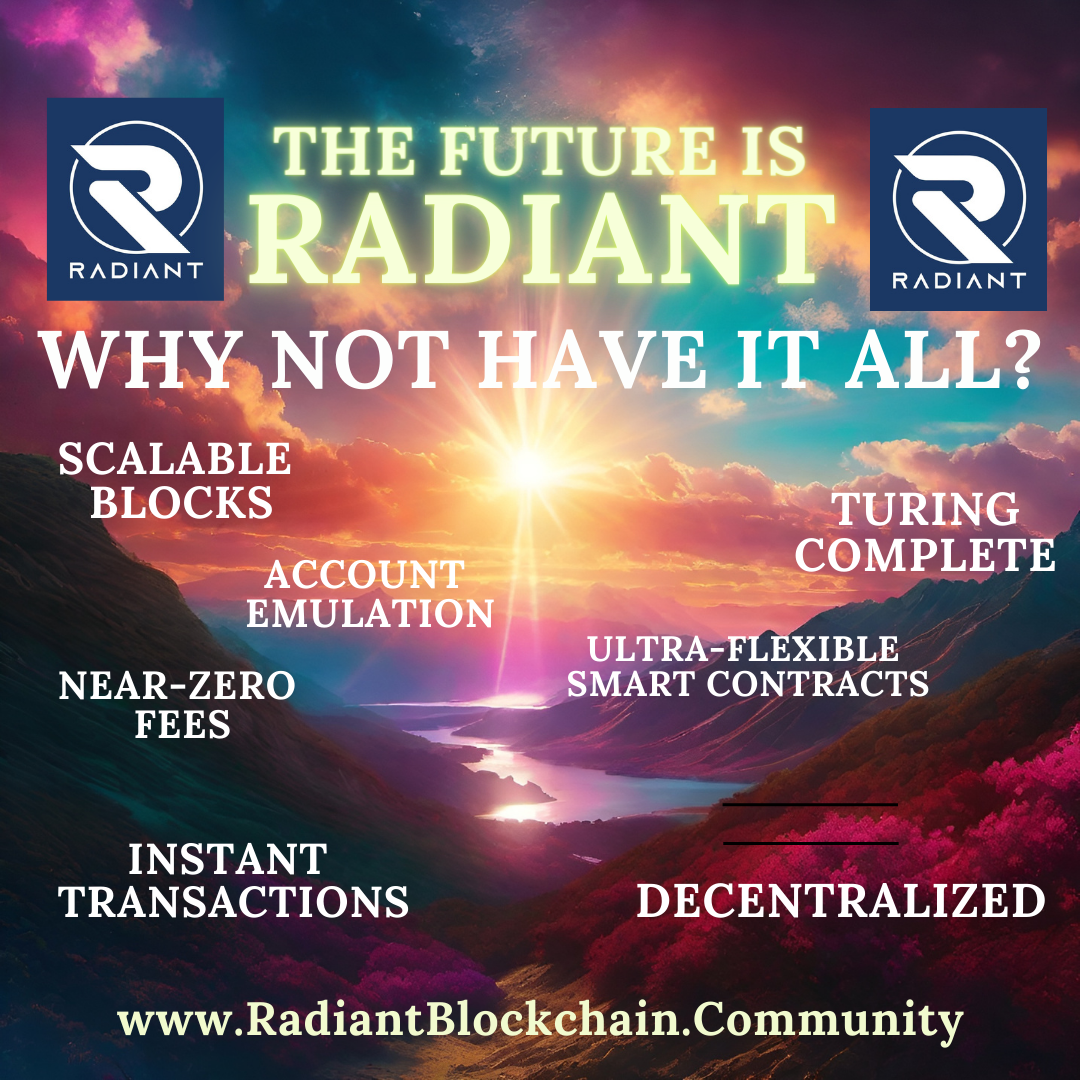 THE FUTURE IS
RADIANT
RADIANT
RADIANT
WHY NOT HAVE IT ALL?
SCALABLE
BLOCKS
TURING
COMPLETE
ACCOUNT
EMULATION
ULTRA-FLEXIBLE
SMART CONTRACTS
NEAR-ZERO
FEES
INSTANT
TRANSACTIONS
DECENTRALIZED
www.RadiantBlockchain.Community